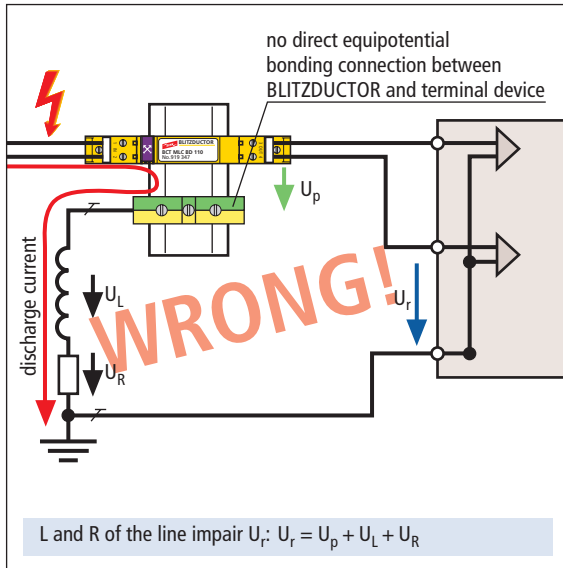 no direct equipotential
bonding connection between
BLITZDUCTOR and terminal device
BLITZDUCTOR
BCT MLC BD 110
No.919 347
Up
discharge current
UL
Ur
UR
WRONG!
L and R of the line impair Ur: Ur = Up + UL + UR